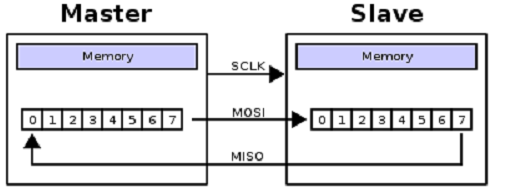 Master Slave
Memory Memory
SCLK
MOSI
0 1 2 3 4 5 6 7 0 1 2 3 4 5 6 7
MISO